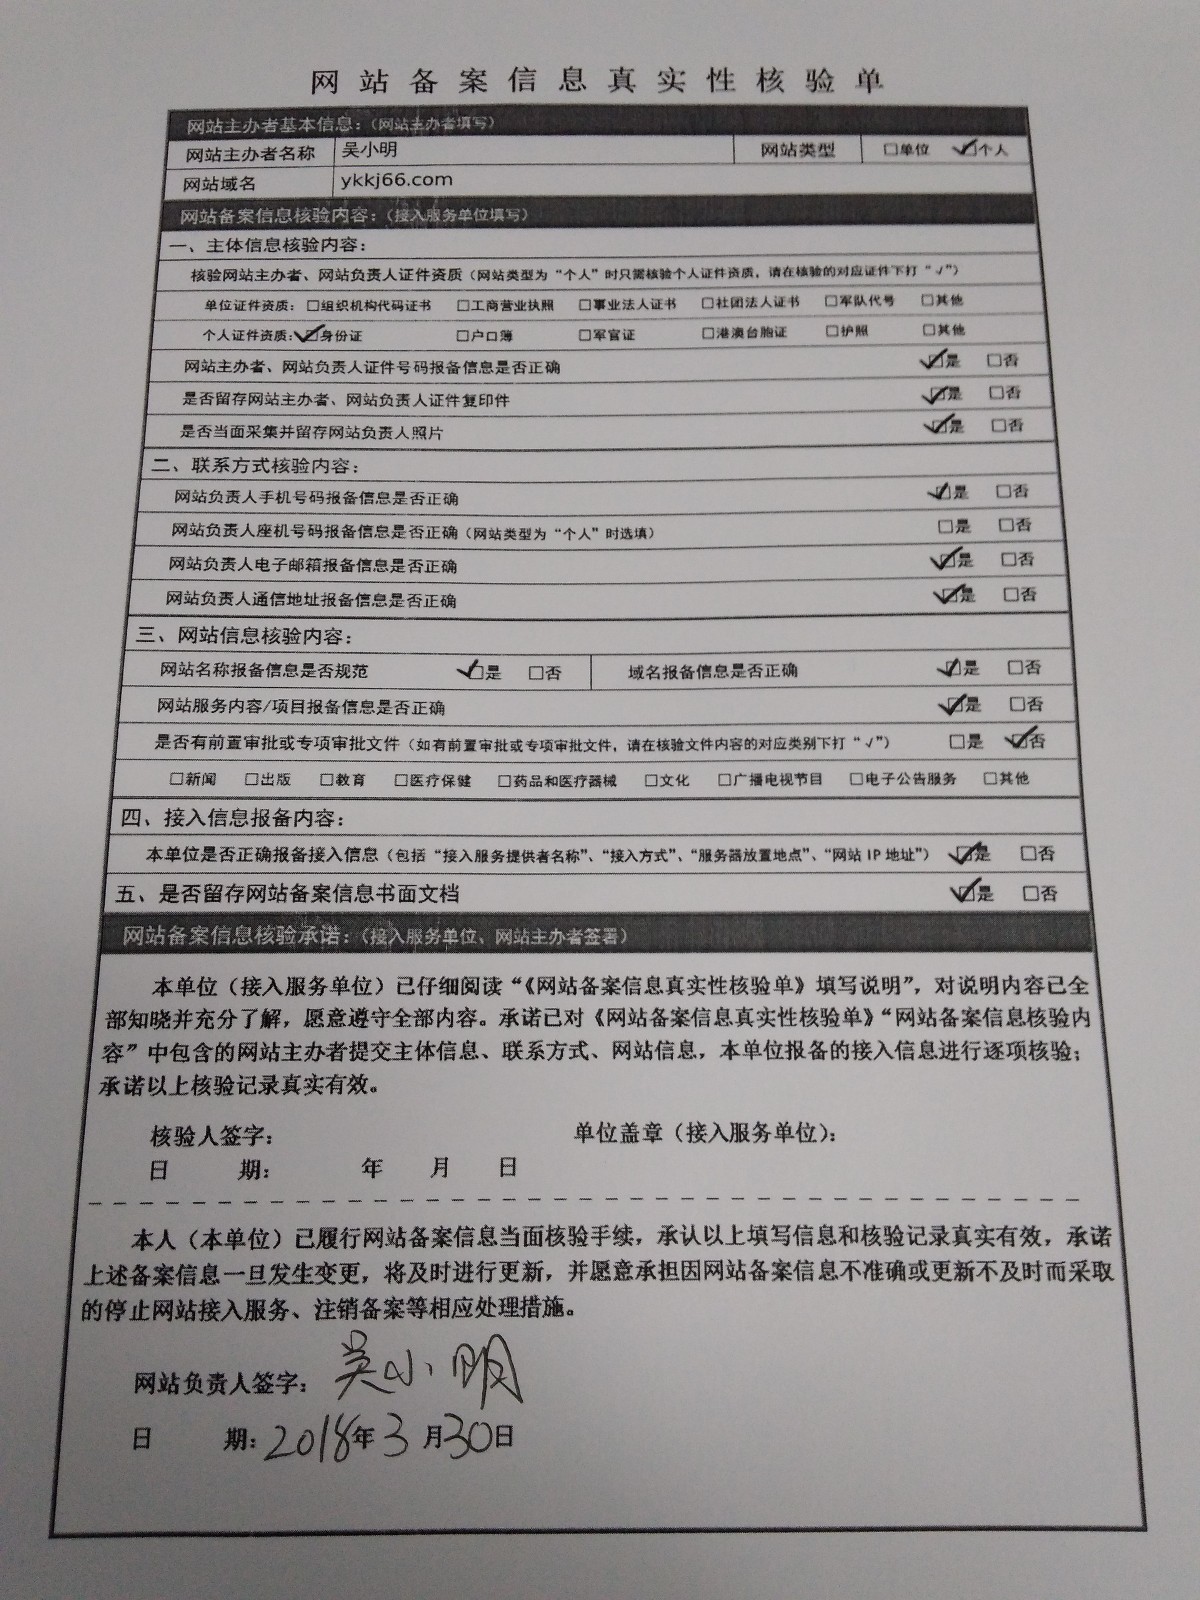 网站备案信息真实性核验单
网站主办者基本信息：（网站主办者填写）
网站主办者名称 吴小明 网站类型 □单位 ☑个人
网站域名 ykkj66.com
网站备案信息核验内容：（接入服务单位填写）
一、主体信息核验内容：
核验网站主办者、网站负责人证件资质（网站类型为“个人”时只需核验个人证件资质，请在核验的对应证件下打“√”）
单位证件资质：□组织机构代码证书 □工商营业执照 □事业法人证书 □社团法人证书 □军队代号 □其他
个人证件资质：☑身份证 □户口簿 □军官证 □港澳台胞证 □护照 □其他
网站主办者、网站负责人证件号码报备信息是否正确 ☑是 □否
是否留存网站主办者、网站负责人证件复印件 ☑是 □否
是否当面采集并留存网站负责人照片 ☑是 □否
二、联系方式核验内容：
网站负责人手机号码报备信息是否正确 ☑是 □否
网站负责人座机号码报备信息是否正确（网站类型为“个人”时选填） □是 □否
网站负责人电子邮箱报备信息是否正确 ☑是 □否
网站负责人通信地址报备信息是否正确 ☑是 □否
三、网站信息核验内容：
网站名称报备信息是否规范 ☑是 □否 域名报备信息是否正确 ☑是 □否
网站服务内容/项目报备信息是否正确 ☑是 □否
是否有前置审批或专项审批文件（如有前置审批或专项审批文件，请在核验文件内容的对应类别下打“√”） □是 ☑否
□新闻 □出版 □教育 □医疗保健 □药品和医疗器械 □文化 □广播电视节目 □电子公告服务 □其他
四、接入信息报备内容：
本单位是否正确报备接入信息（包括“接入服务提供者名称”、“接入方式”、“服务器放置地点”、“网站 IP 地址”） ☑是 □否
五、是否留存网站备案信息书面文档 ☑是 □否
网站备案信息核验承诺：（接入服务单位、网站主办者签署）
本单位（接入服务单位）已仔细阅读“《网站备案信息真实性核验单》填写说明”，对说明内容已全
部知晓并充分了解，愿意遵守全部内容。承诺已对《网站备案信息真实性核验单》“网站备案信息核验内
容”中包含的网站主办者提交主体信息、联系方式、网站信息，本单位报备的接入信息进行逐项核验；
承诺以上核验记录真实有效。
核验人签字： 单位盖章（接入服务单位）：
日 期： 年 月 日
本人（本单位）已履行网站备案信息当面核验手续，承认以上填写信息和核验记录真实有效，承诺
上述备案信息一旦发生变更，将及时进行更新，并愿意承担因网站备案信息不准确或更新不及时而采取
的停止网站接入服务、注销备案等相应处理措施。
网站负责人签字：吴小明
日 期：2018年3月30日